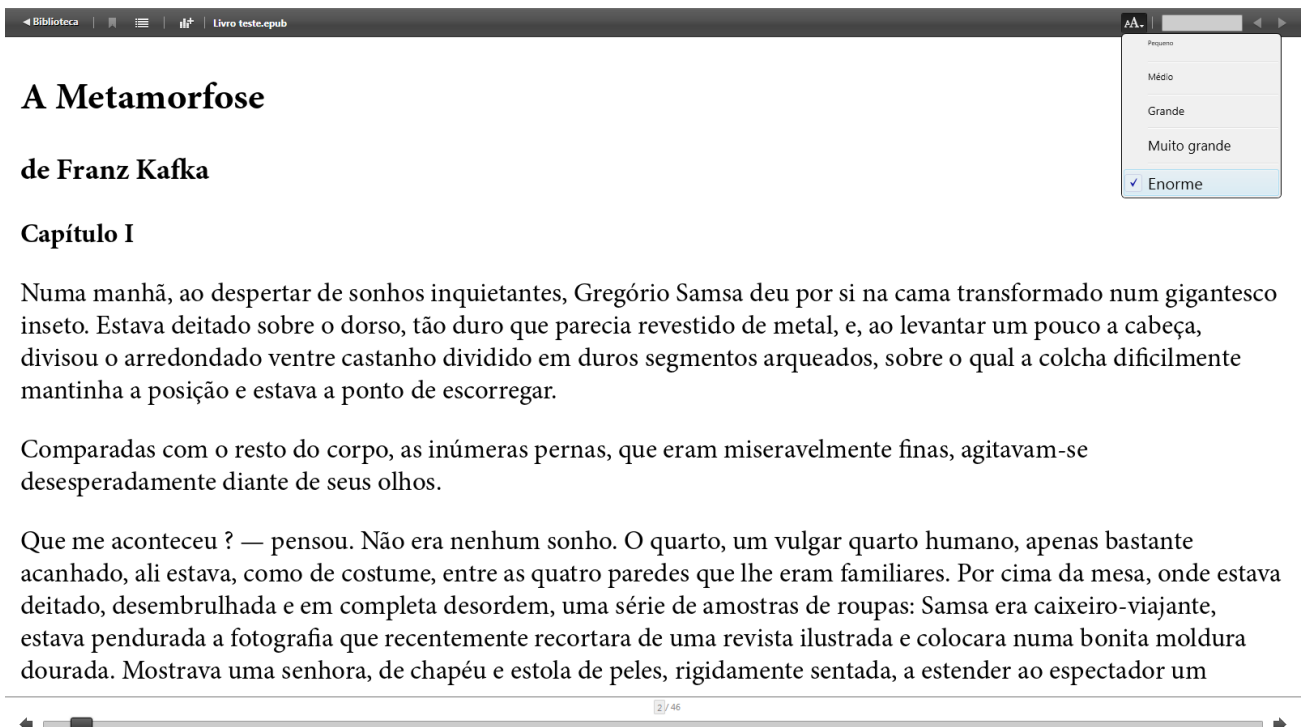 Biblioteca
Livro teste.epub
AA
Pequeno
Médio
Grande
Muito grande
Enorme
A Metamorfose
de Franz Kafka
Capítulo I
Numa manhã, ao despertar de sonhos inquietantes, Gregório Samsa deu por si na cama transformado num gigantesco
inseto. Estava deitado sobre o dorso, tão duro que parecia revestido de metal, e, ao levantar um pouco a cabeça,
divisou o arredondado ventre castanho dividido em duros segmentos arqueados, sobre o qual a colcha dificilmente
mantinha a posição e estava a ponto de escorregar.
Comparadas com o resto do corpo, as inúmeras pernas, que eram miseravelmente finas, agitavam-se
desesperadamente diante de seus olhos.
Que me aconteceu ? — pensou. Não era nenhum sonho. O quarto, um vulgar quarto humano, apenas bastante
acanhado, ali estava, como de costume, entre as quatro paredes que lhe eram familiares. Por cima da mesa, onde estava
deitado, desembrulhada e em completa desordem, uma série de amostras de roupas: Samsa era caixeiro-viajante,
estava pendurada a fotografia que recentemente recortara de uma revista ilustrada e colocara numa bonita moldura
dourada. Mostrava uma senhora, de chapéu e estola de peles, rigidamente sentada, a estender ao espectador um
2 / 46